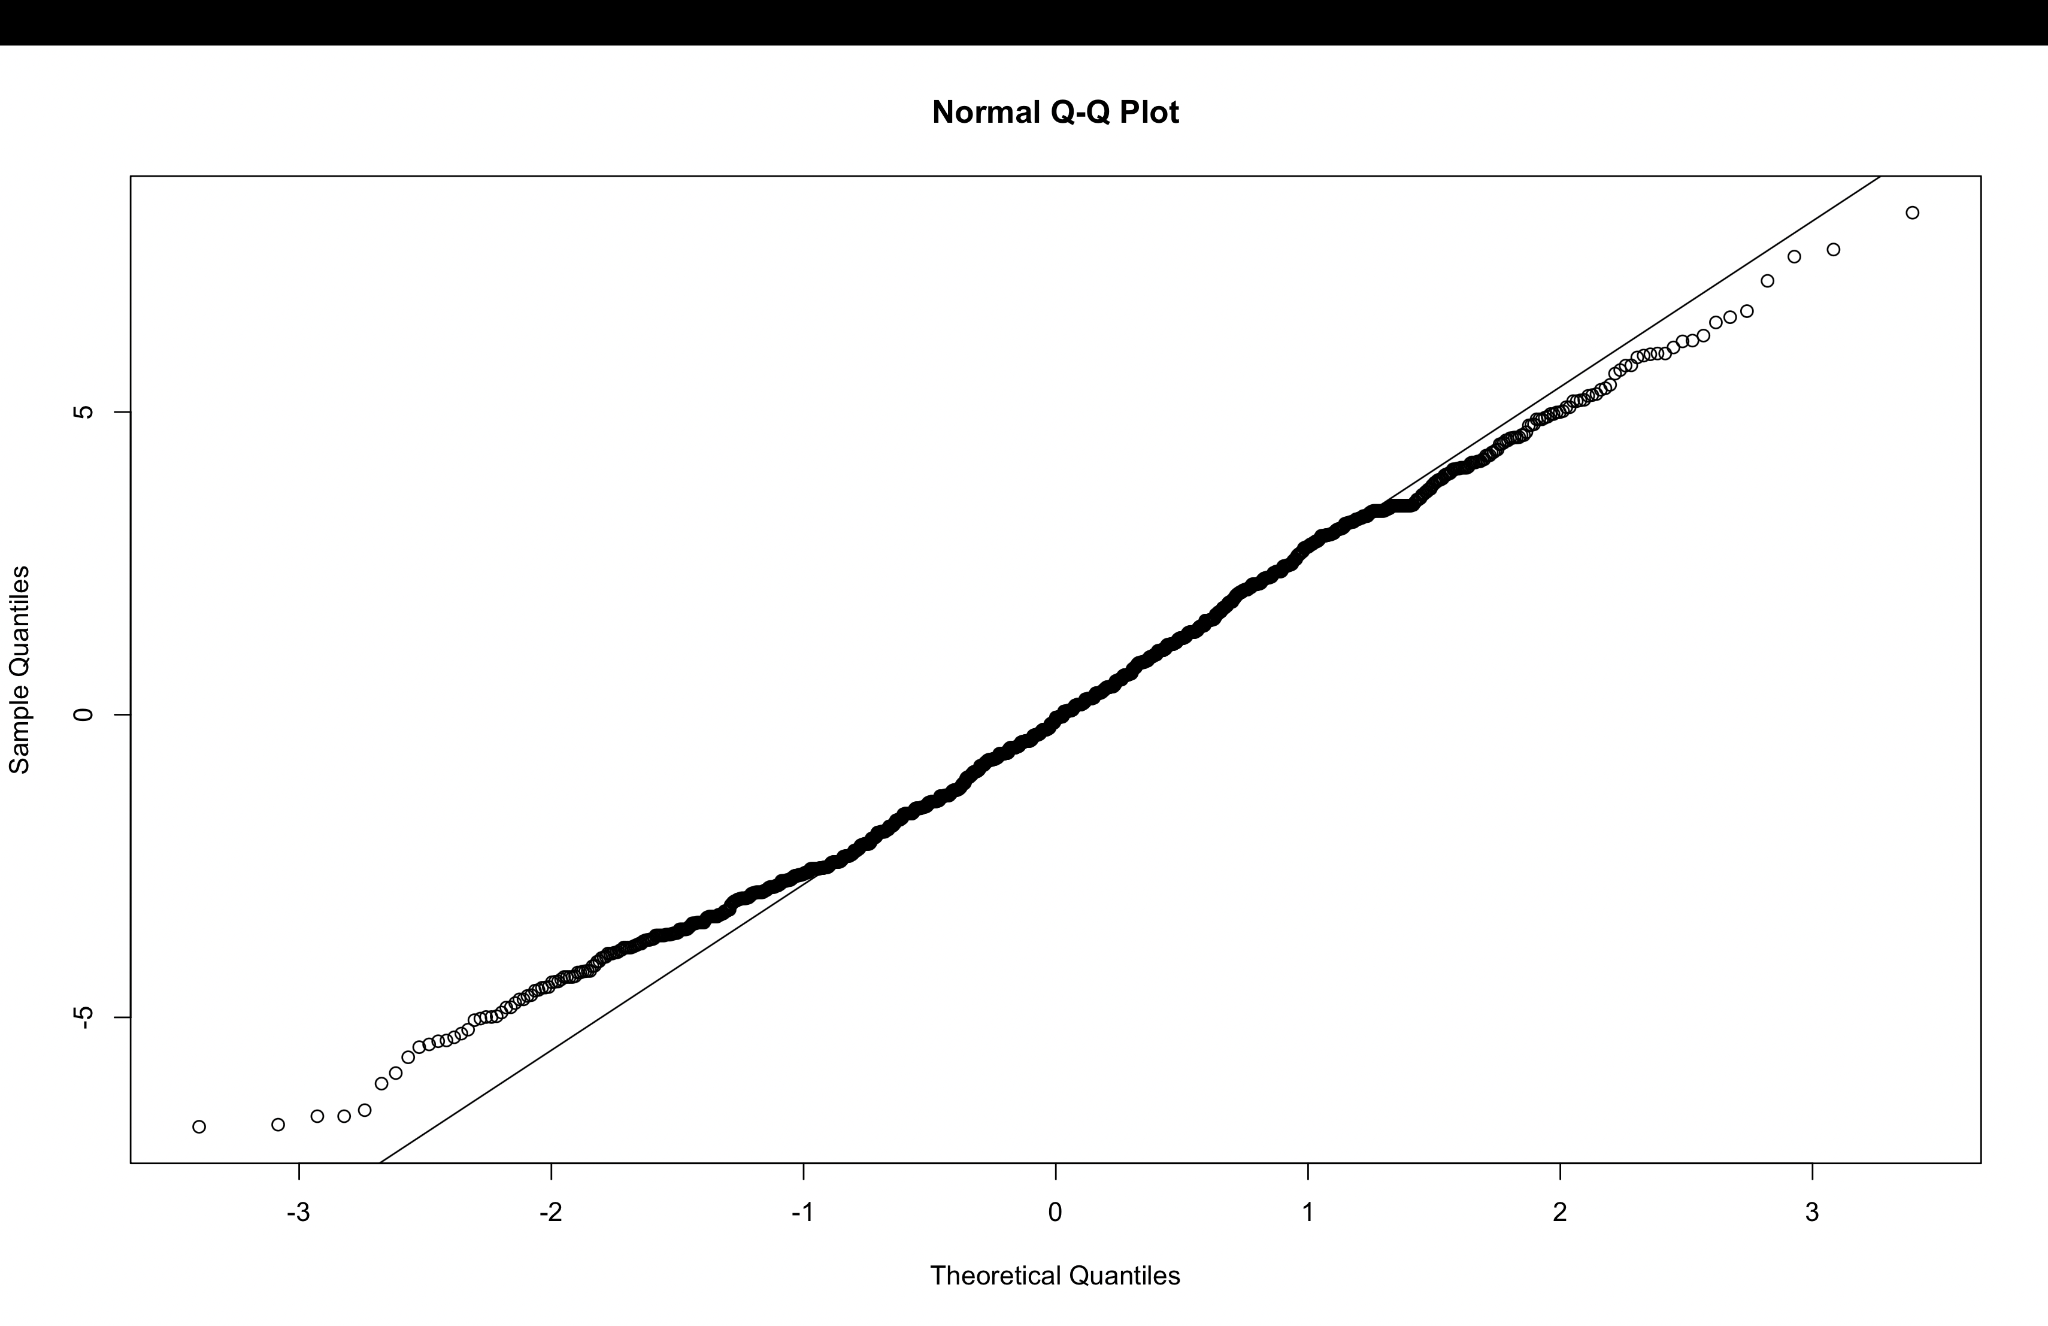 Normal Q-Q Plot
Sample Quantiles
5
0
-5
-3 -2 -1 0 1 2 3
Theoretical Quantiles